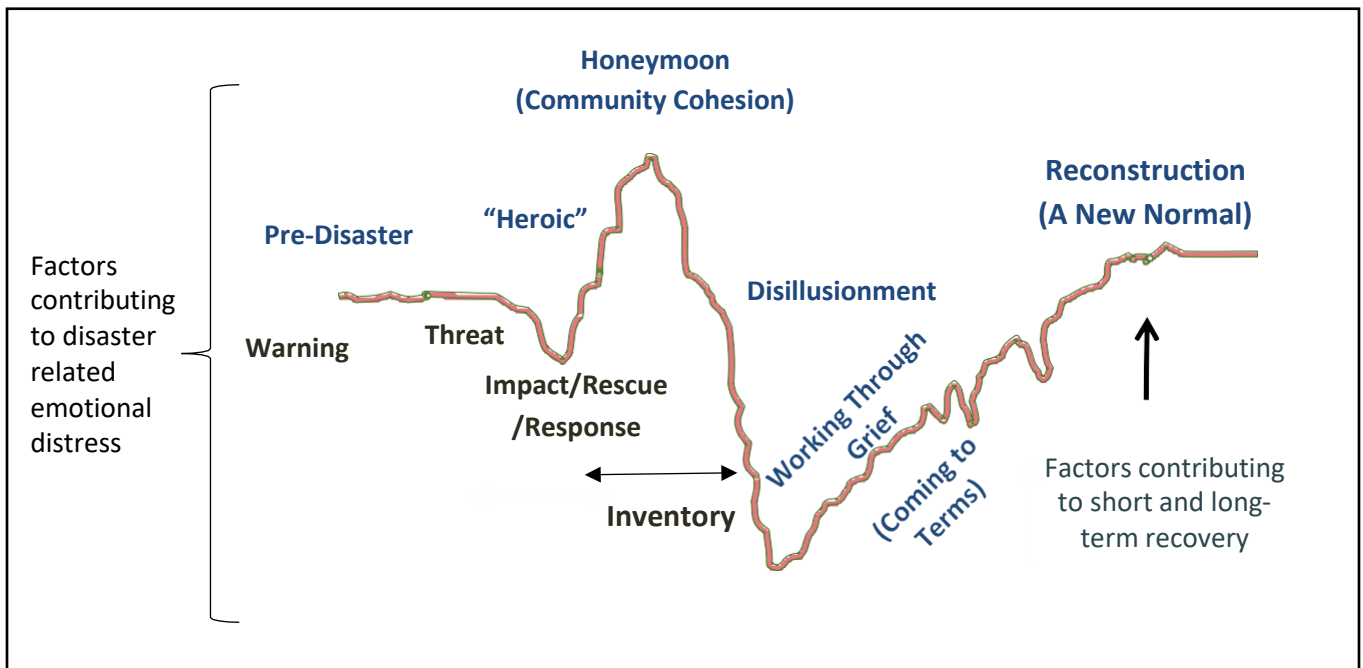 Honeymoon
(Community Cohesion)
Reconstruction
(A New Normal)
“Heroic”
Pre-Disaster
Factors
contributing
to disaster
related
emotional
distress
Disillusionment
Warning
Threat
Impact/Rescue
/Response
Inventory
Working Through
Grief
(Coming to
Terms)
Factors contributing
to short and long-
term recovery